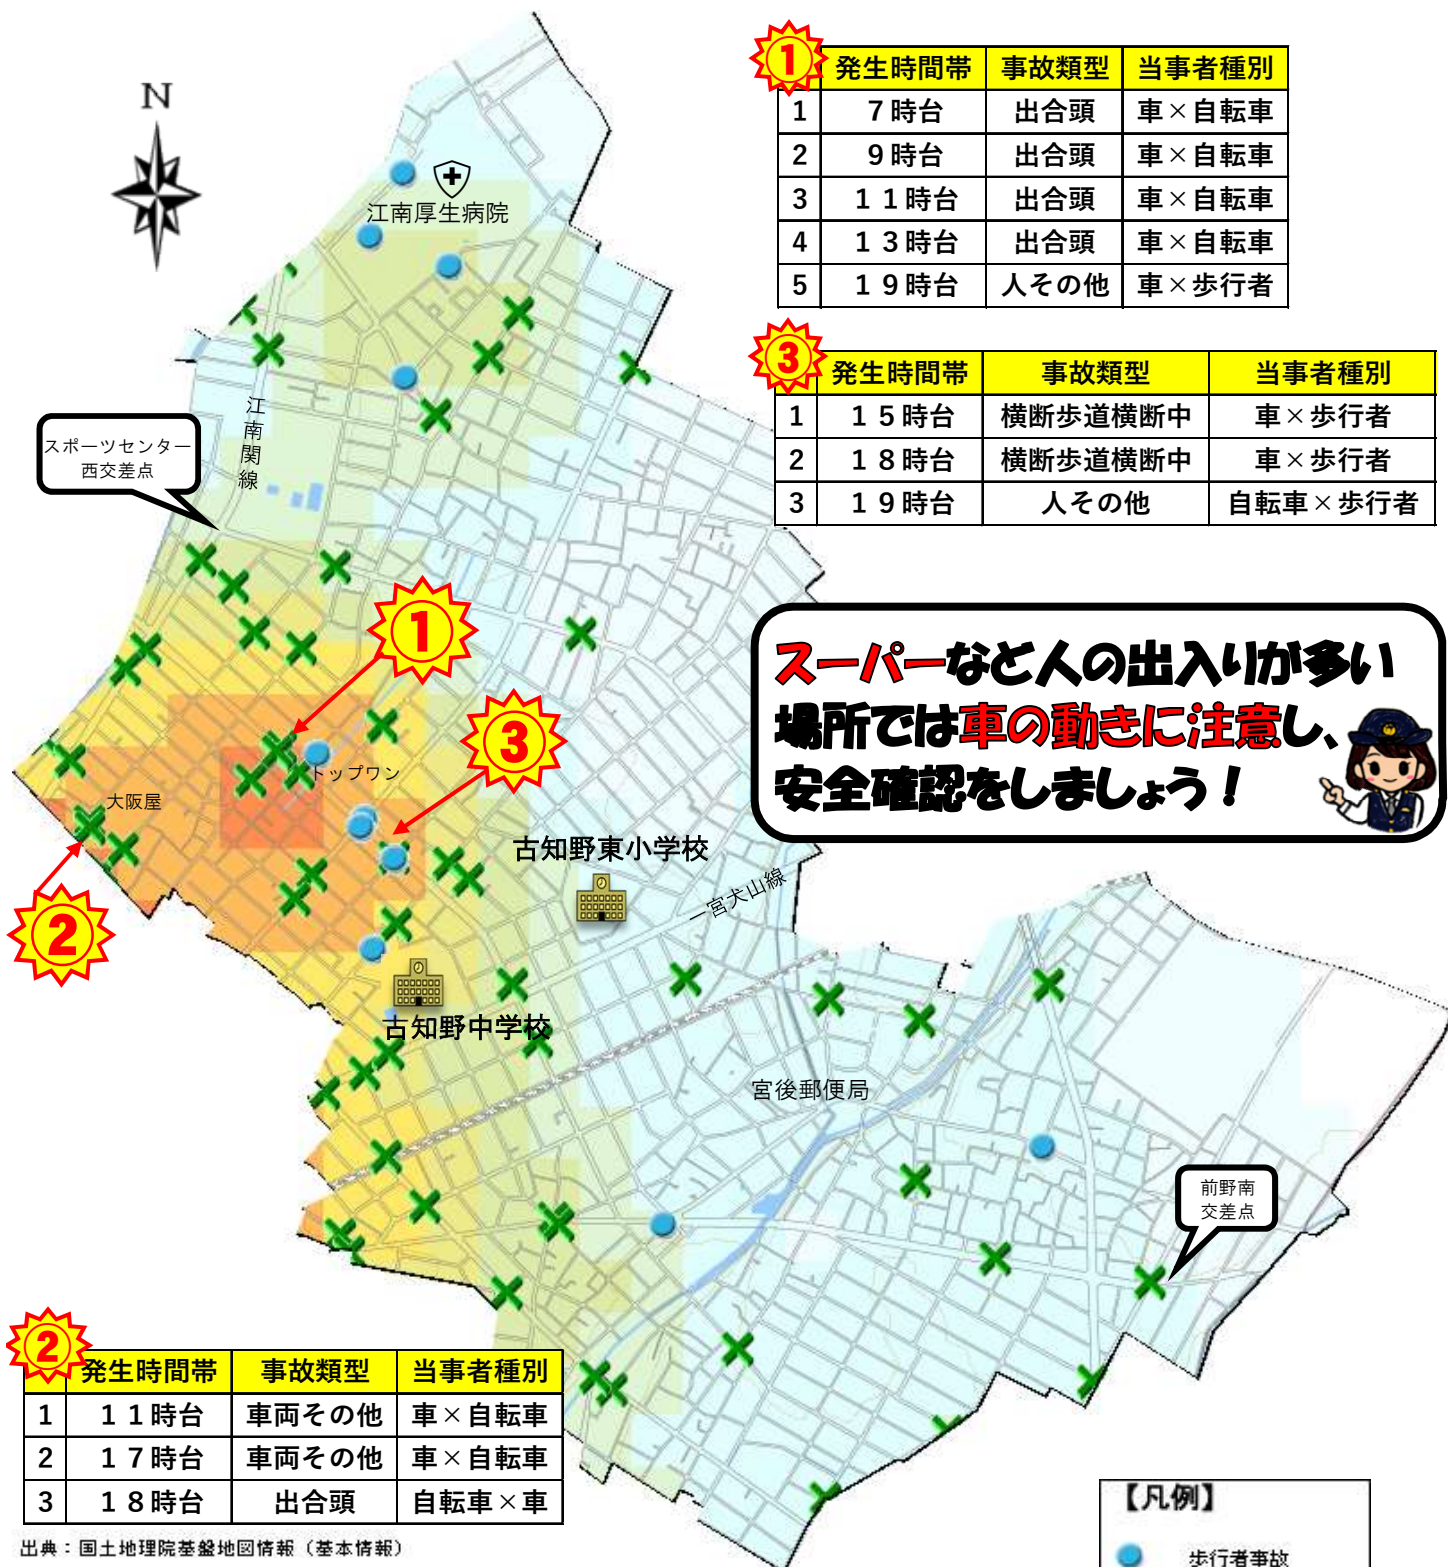 N
江南厚生病院
江南関線
スポーツセンター
西交差点
①
発生時間帯 事故類型 当事者種別
1 7時台 出合頭 車×自転車
2 9時台 出合頭 車×自転車
3 11時台 出合頭 車×自転車
4 13時台 出合頭 車×自転車
5 19時台 人その他 車×歩行者
③
発生時間帯 事故類型 当事者種別
1 15時台 横断歩道横断中 車×歩行者
2 18時台 横断歩道横断中 車×歩行者
3 19時台 人その他 自転車×歩行者
スーパーなど人の出入りが多い
場所では車の動きに注意し、
安全確認をしましょう！
①
③
トップワン
大阪屋
②
古知野東小学校
一宮犬山線
古知野中学校
宮後郵便局
前野南
交差点
②
発生時間帯 事故類型 当事者種別
1 11時台 車両その他 車×自転車
2 17時台 車両その他 車×自転車
3 18時台 出合頭 自転車×車
出典：国土地理院基盤地図情報（基本情報）
【凡例】
歩行者事故